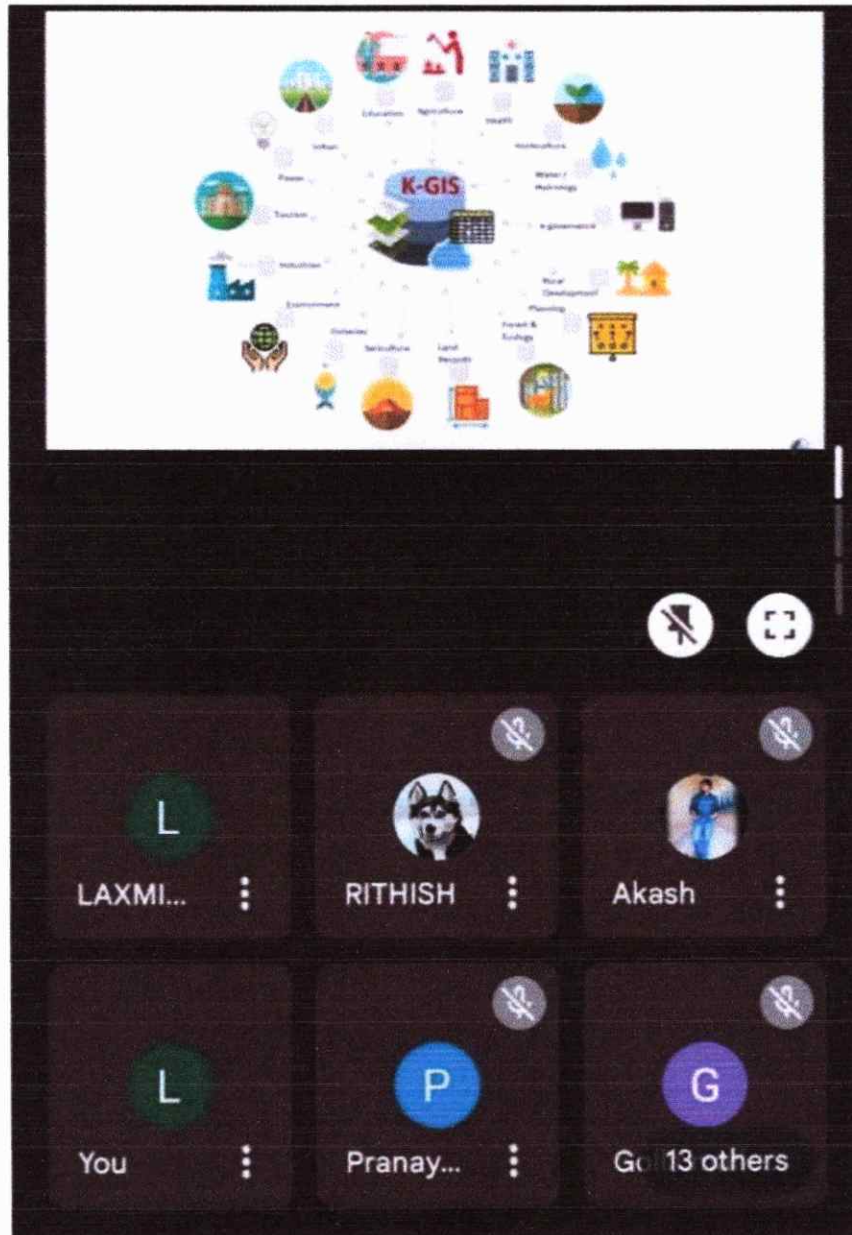 Education
Agriculture
Health
Horticulture
Water /
Hydrology
e-governance
Rural
Development
Planning
Forest &
Ecology
Land
Records
Sericulture
Fisheries
Environment
Industries
Tourism
Power
Urban
K-GIS
L
LAXMI...
RITHISH
Akash
L
You
P
Pranay...
G
13 others